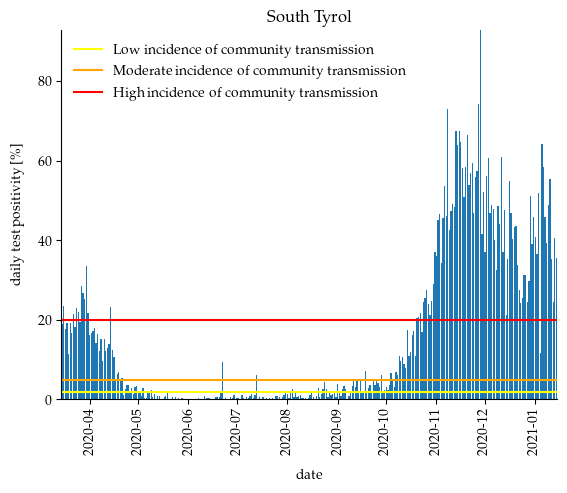 South Tyrol
Low incidence of community transmission
Moderate incidence of community transmission
High incidence of community transmission
daily test positivity [%]
80
60
40
20
0
2020-04
2020-05
2020-06
2020-07
2020-08
2020-09
2020-10
2020-11
2020-12
2021-01
date